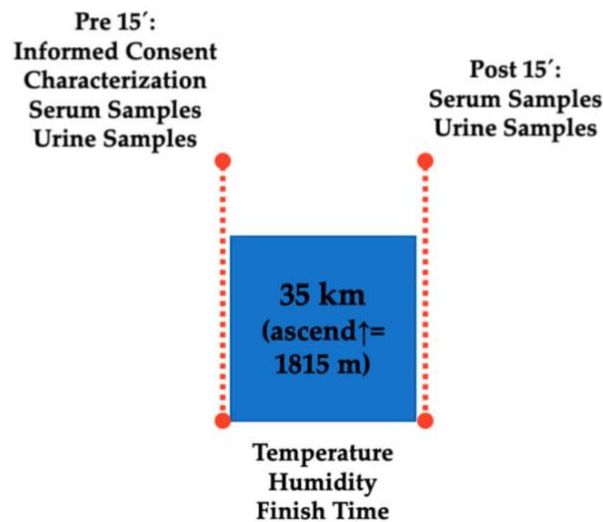 Pre 15´:
Informed Consent
Characterization
Serum Samples
Urine Samples
Post 15´:
Serum Samples
Urine Samples
35 km
(ascend↑=
1815 m)
Temperature
Humidity
Finish Time